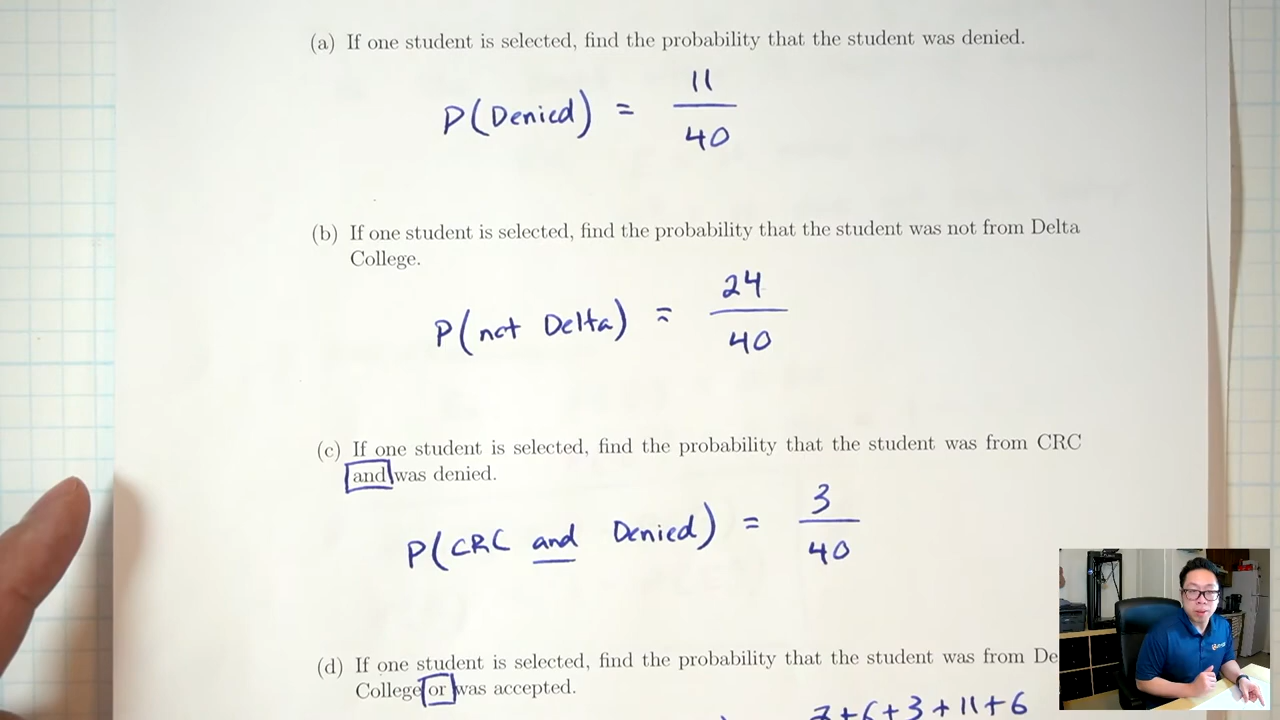 (a) If one student is selected, find the probability that the student was denied.
P(Denied) = 11/40
(b) If one student is selected, find the probability that the student was not from Delta
College.
P(not Delta) = 24/40
(c) If one student is selected, find the probability that the student was from CRC
and was denied.
P(CRC and Denied) = 3/40
(d) If one student is selected, find the probability that the student was from De
College or was accepted.
7+6+3+11+6